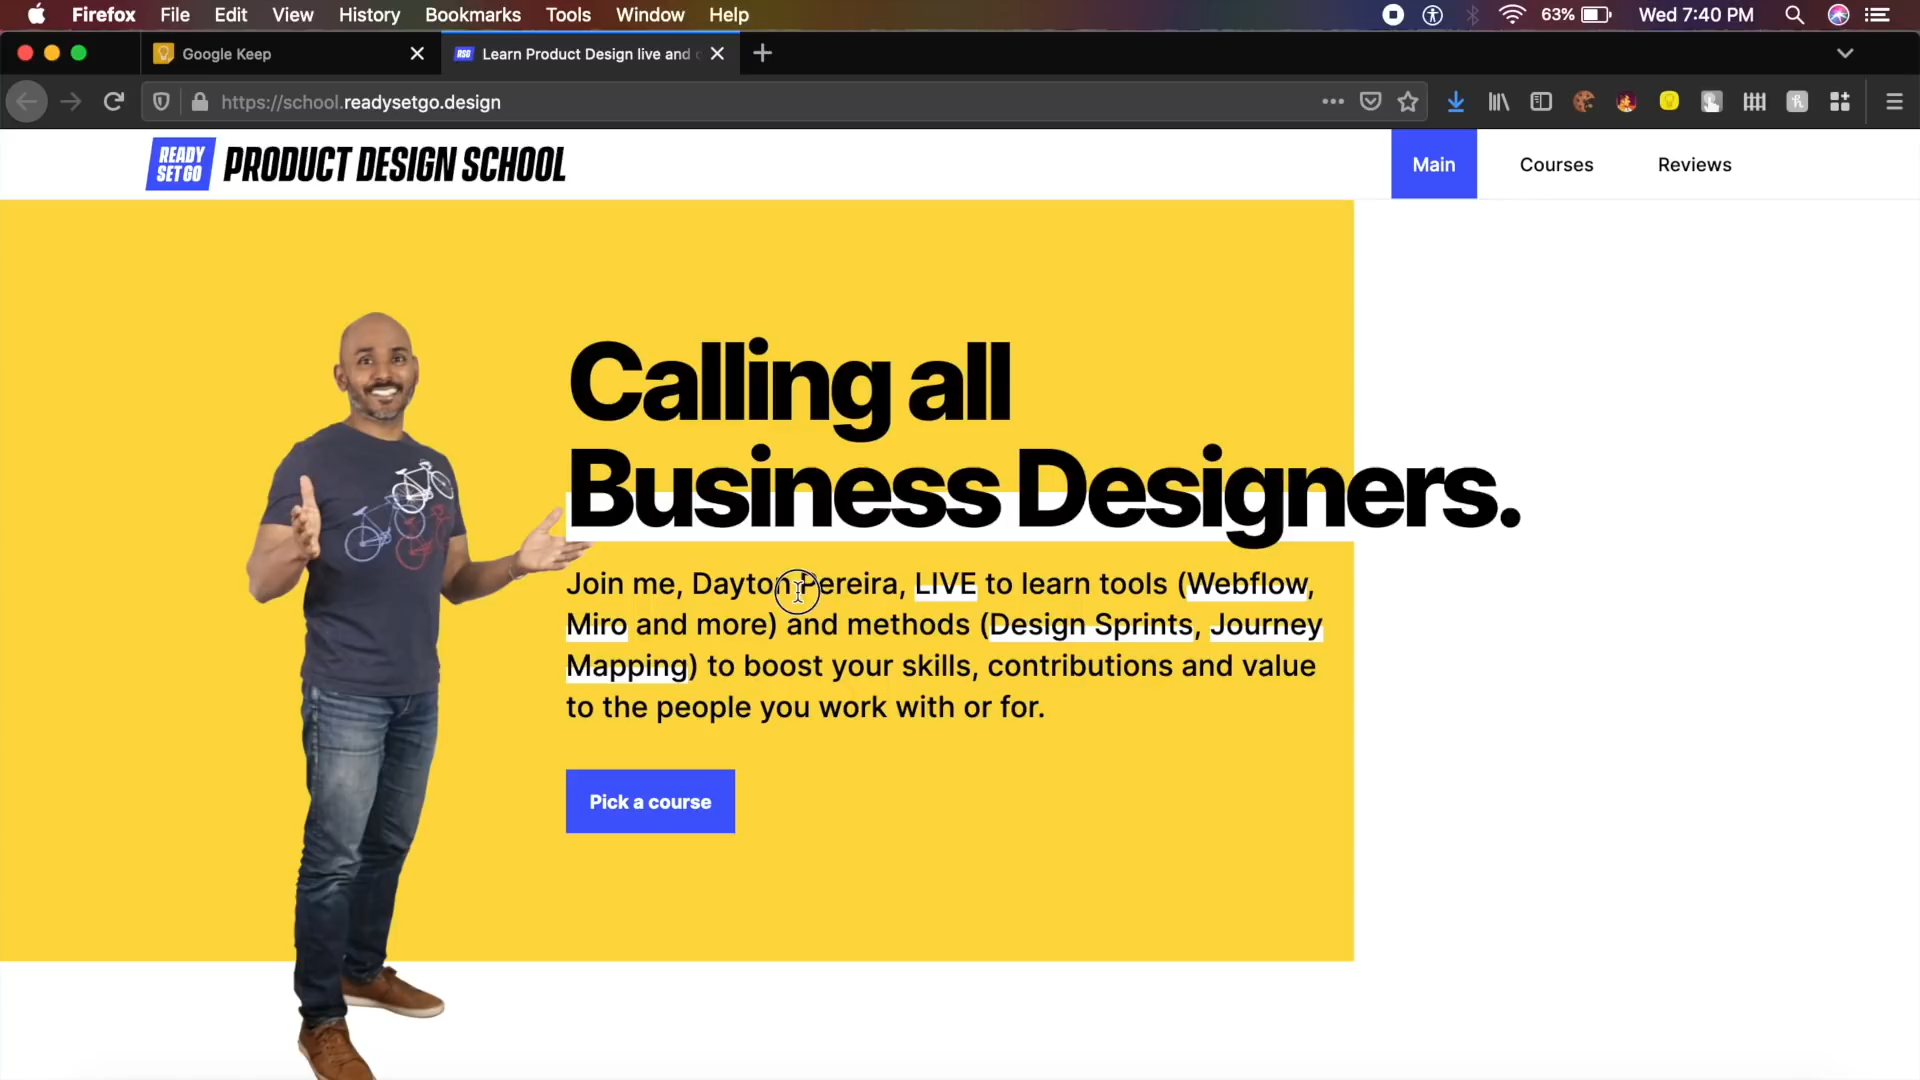 Firefox File Edit View History Bookmarks Tools Window Help 63% Wed 7:40 PM
Google Keep Learn Product Design live and
https://school.readysetgo.design
READY SET GO PRODUCT DESIGN SCHOOL Main Courses Reviews
Calling all
Business Designers.
Join me, Dayton Pereira, LIVE to learn tools (Webflow,
Miro and more) and methods (Design Sprints, Journey
Mapping) to boost your skills, contributions and value
to the people you work with or for.
Pick a course